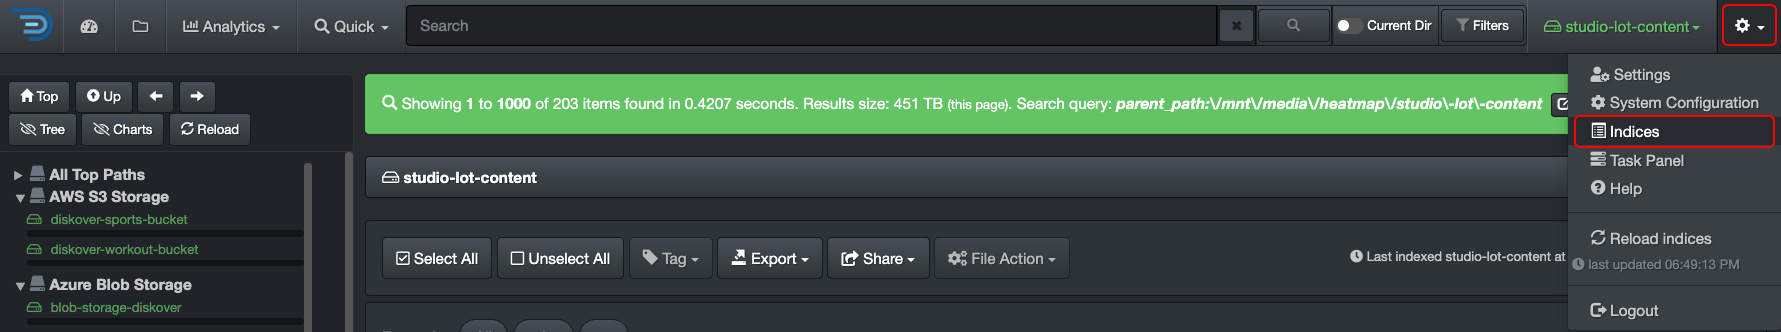 Analytics
Quick
Search
Current Dir
Filters
studio-lot-content
Settings
System Configuration
Indices
Task Panel
Help
Reload indices
last updated 06:49:13 PM
Logout
Top
Up
Tree
Charts
Reload
All Top Paths
AWS S3 Storage
diskover-sports-bucket
diskover-workout-bucket
Azure Blob Storage
blob-storage-diskover
Showing 1 to 1000 of 203 items found in 0.4207 seconds. Results size: 451 TB (this page). Search query: parent_path:\/mnt\/media\/heatmap\/studio\-lot\-content
studio-lot-content
Select All
Unselect All
Tag
Export
Share
File Action
Last indexed studio-lot-content at